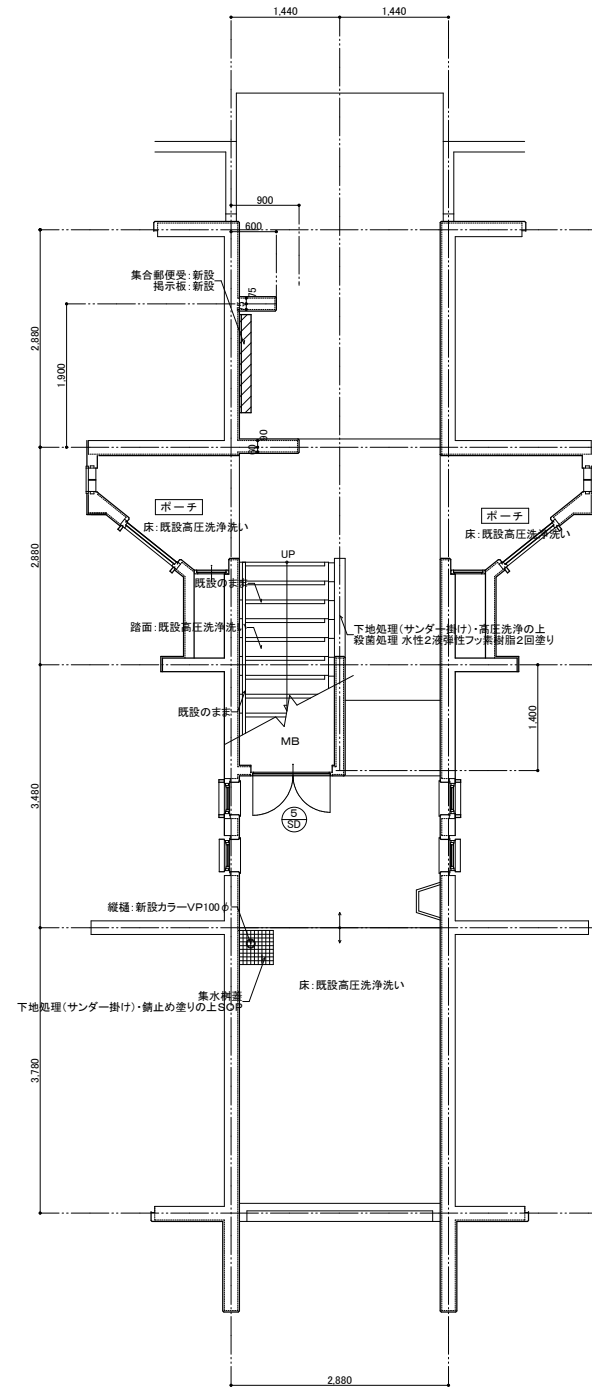 1,440
1,440
900
600
集合郵便受:新設
掲示板:新設
75
75
2,880
1,900
90
90
ポーチ
床:既設高圧洗浄洗い
ポーチ
床:既設高圧洗浄洗い
UP
2,880
既設のまま
踏面:既設高圧洗浄洗い
下地処理(サンダー掛け)・高圧洗浄の上
殺菌処理 水性2液弾性フッ素樹脂2回塗り
既設のまま
1,400
MB
3,480
5
SD
縦樋:新設カラーVP100φ
集水桝蓋
下地処理(サンダー掛け)・錆止め塗りの上SOP
床:既設高圧洗浄洗い
3,780
2,880